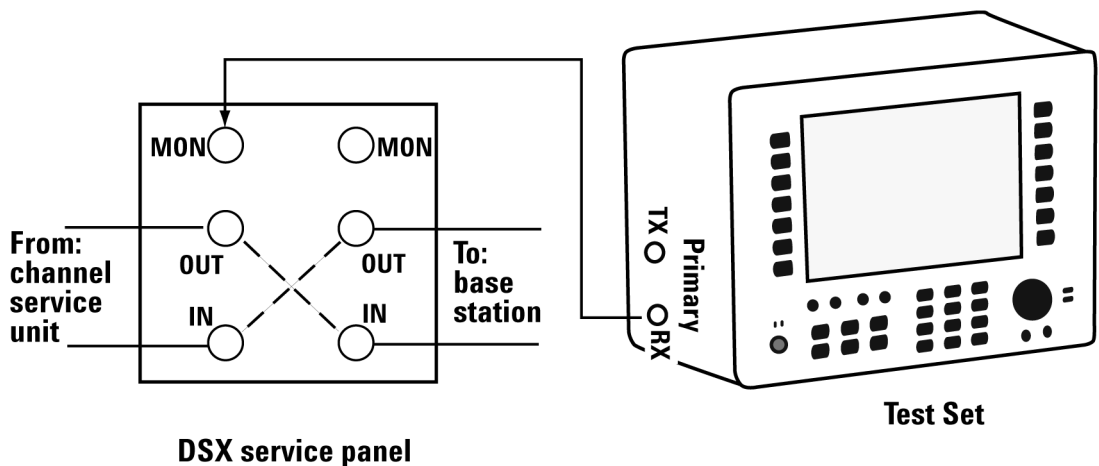 MON
MON
From:
channel
service
unit
OUT
OUT
IN
IN
To:
base
station
TX
Primary
RX
Test Set
DSX service panel